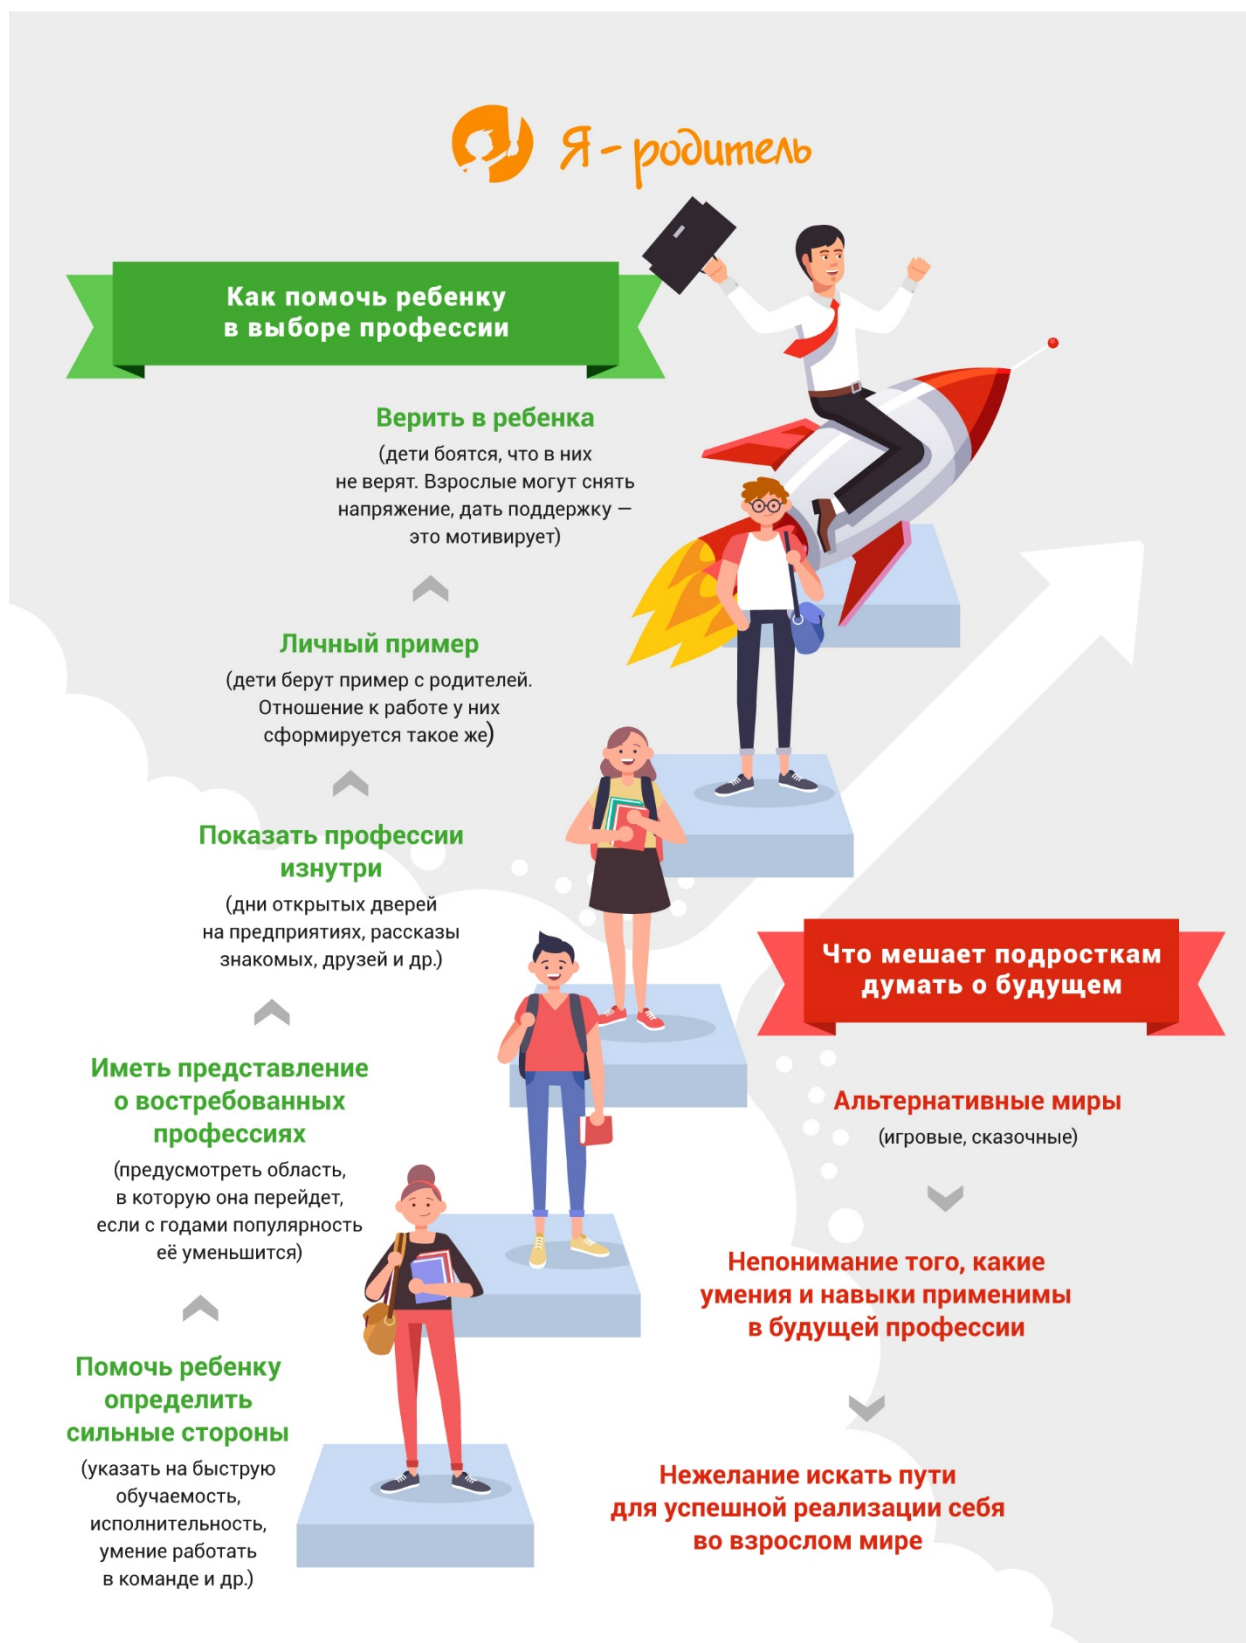 Я - родитель
Как помочь ребенку
в выборе профессии
Верить в ребенка
(дети боятся, что в них
не верят. Взрослые могут снять
напряжение, дать поддержку —
это мотивирует)
Личный пример
(дети берут пример с родителей.
Отношение к работе у них
сформируется такое же)
Показать профессии
изнутри
(дни открытых дверей
на предприятиях, рассказы
знакомых, друзей и др.)
Иметь представление
о востребованных
профессиях
(предусмотреть область,
в которую она перейдет,
если с годами популярность
её уменьшится)
Помочь ребенку
определить
сильные стороны
(указать на быструю
обучаемость,
исполнительность,
умение работать
в команде и др.)
Что мешает подросткам
думать о будущем
Альтернативные миры
(игровые, сказочные)
Непонимание того, какие
умения и навыки применимы
в будущей профессии
Нежелание искать пути
для успешной реализации себя
во взрослом мире